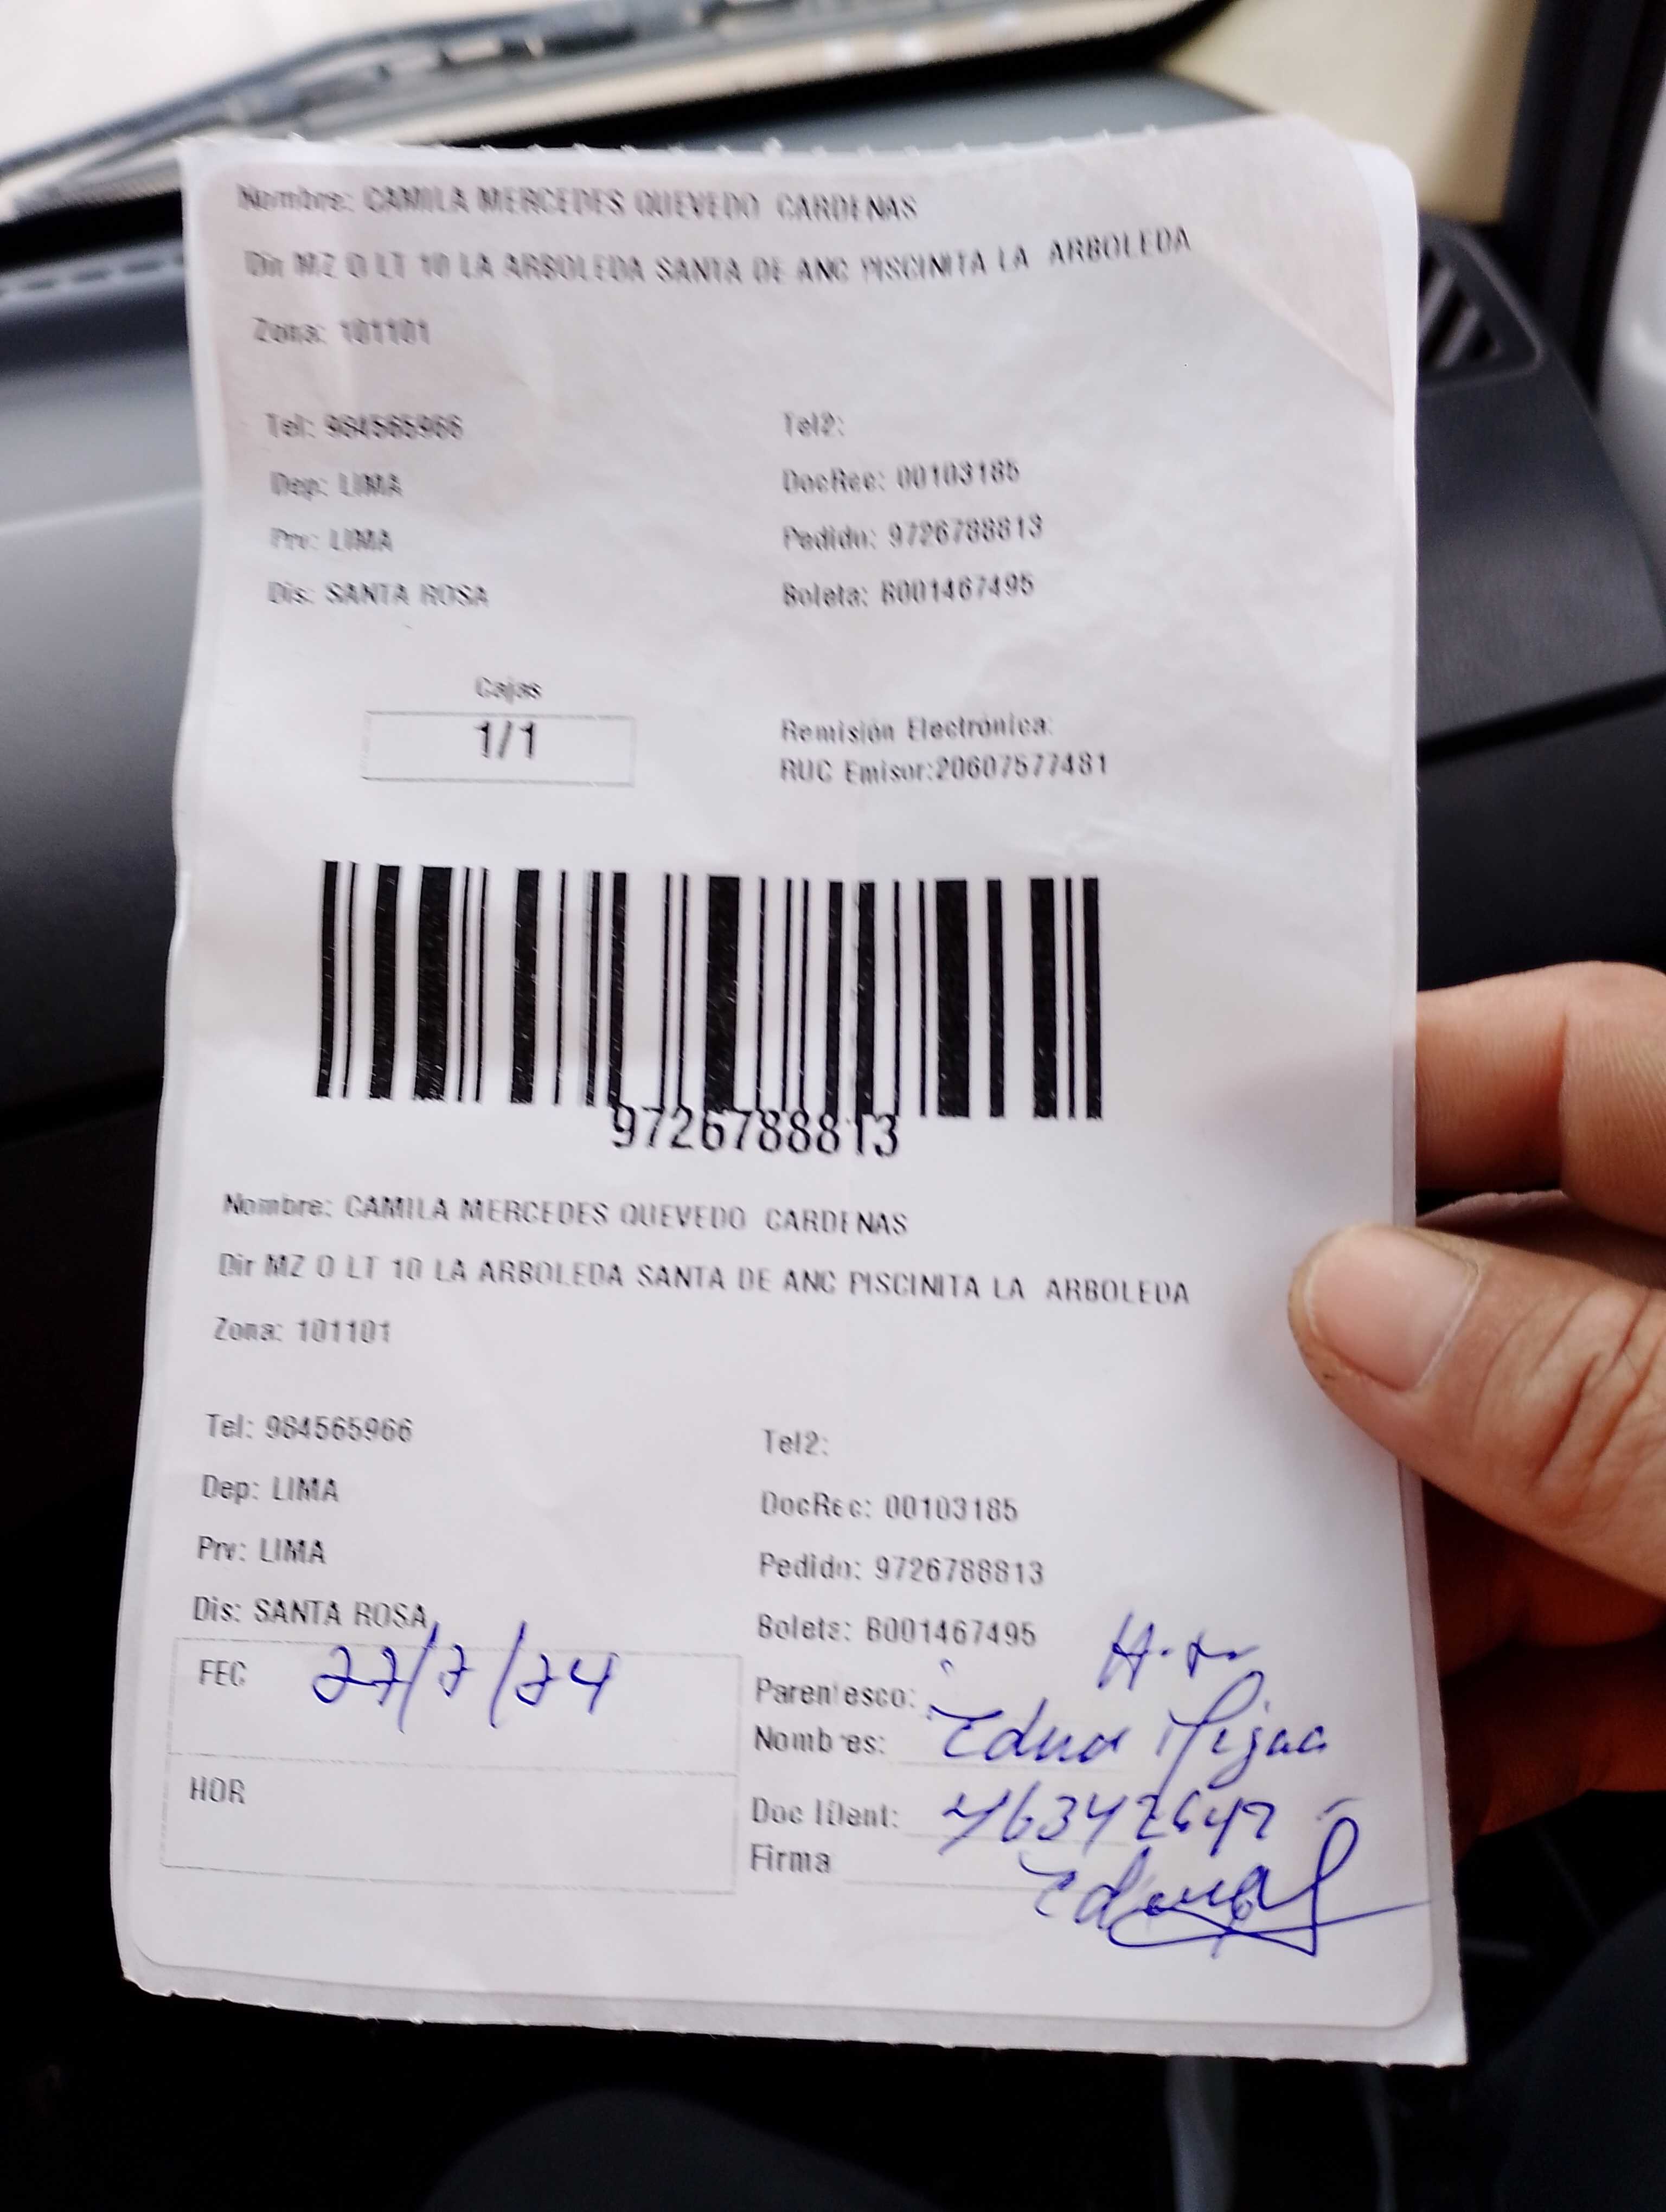 Nombre: CAMILA MERCEDES QUEVEDO CARDENAS
Dir MZ O LT 10 LA ARBOLEDA SANTA DE ANC PISCINITA LA ARBOLEDA
Zona: 101101
Tel: 984565966 Tel2:
Dep: LIMA DocRec: 00103185
Prv: LIMA Pedido: 9726788813
Dis: SANTA ROSA Boleta: B001467495
Cajas
1/1
Remisión Electrónica:
RUC Emisor:20607577481
9726788813
Nombre: CAMILA MERCEDES QUEVEDO CARDENAS
Dir MZ O LT 10 LA ARBOLEDA SANTA DE ANC PISCINITA LA ARBOLEDA
Zona: 101101
Tel: 984565966 Tel2:
Dep: LIMA DocRec: 00103185
Prv: LIMA Pedido: 9726788813
Dis: SANTA ROSA Boleta: B001467495
FEC 27/7/24
Parentesco:
Nombres:
HOR
Doc Ident:
Firma